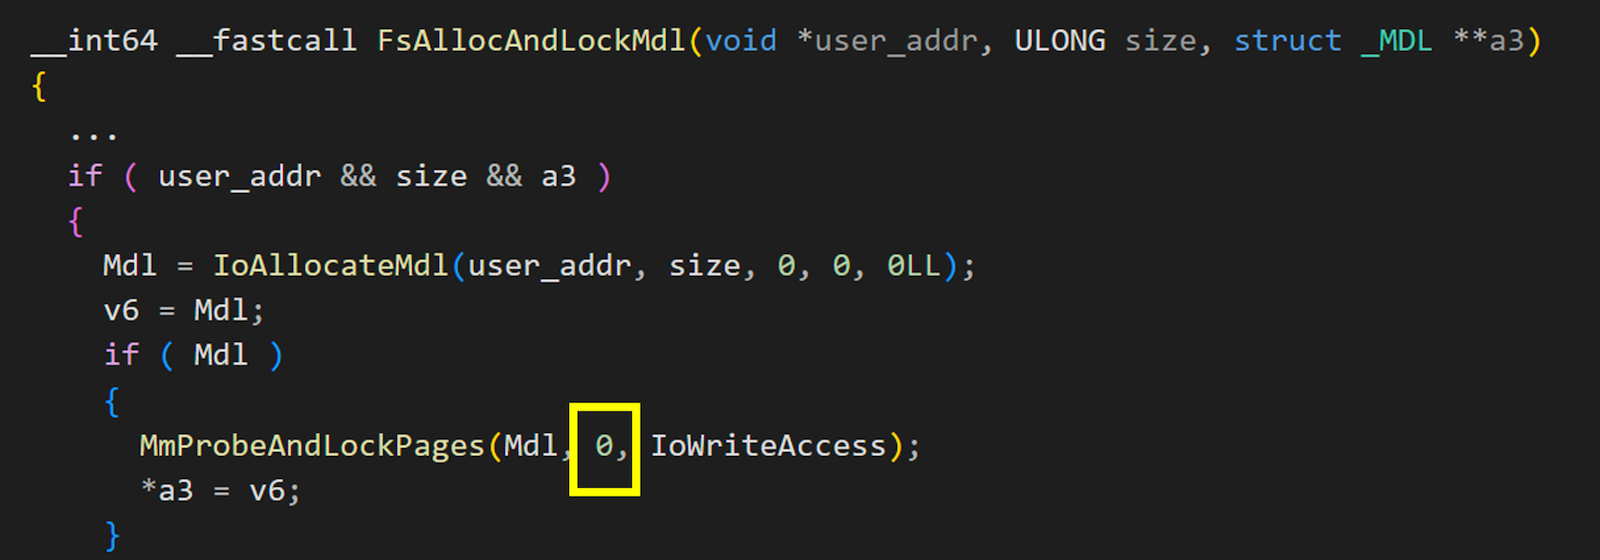 __int64 __fastcall FsAllocAndLockMdl(void *user_addr, ULONG size, struct _MDL **a3)
{
...
if ( user_addr && size && a3 )
{
Mdl = IoAllocateMdl(user_addr, size, 0, 0, 0LL);
v6 = Mdl;
if ( Mdl )
{
MmProbeAndLockPages(Mdl, 0, IoWriteAccess);
*a3 = v6;
}